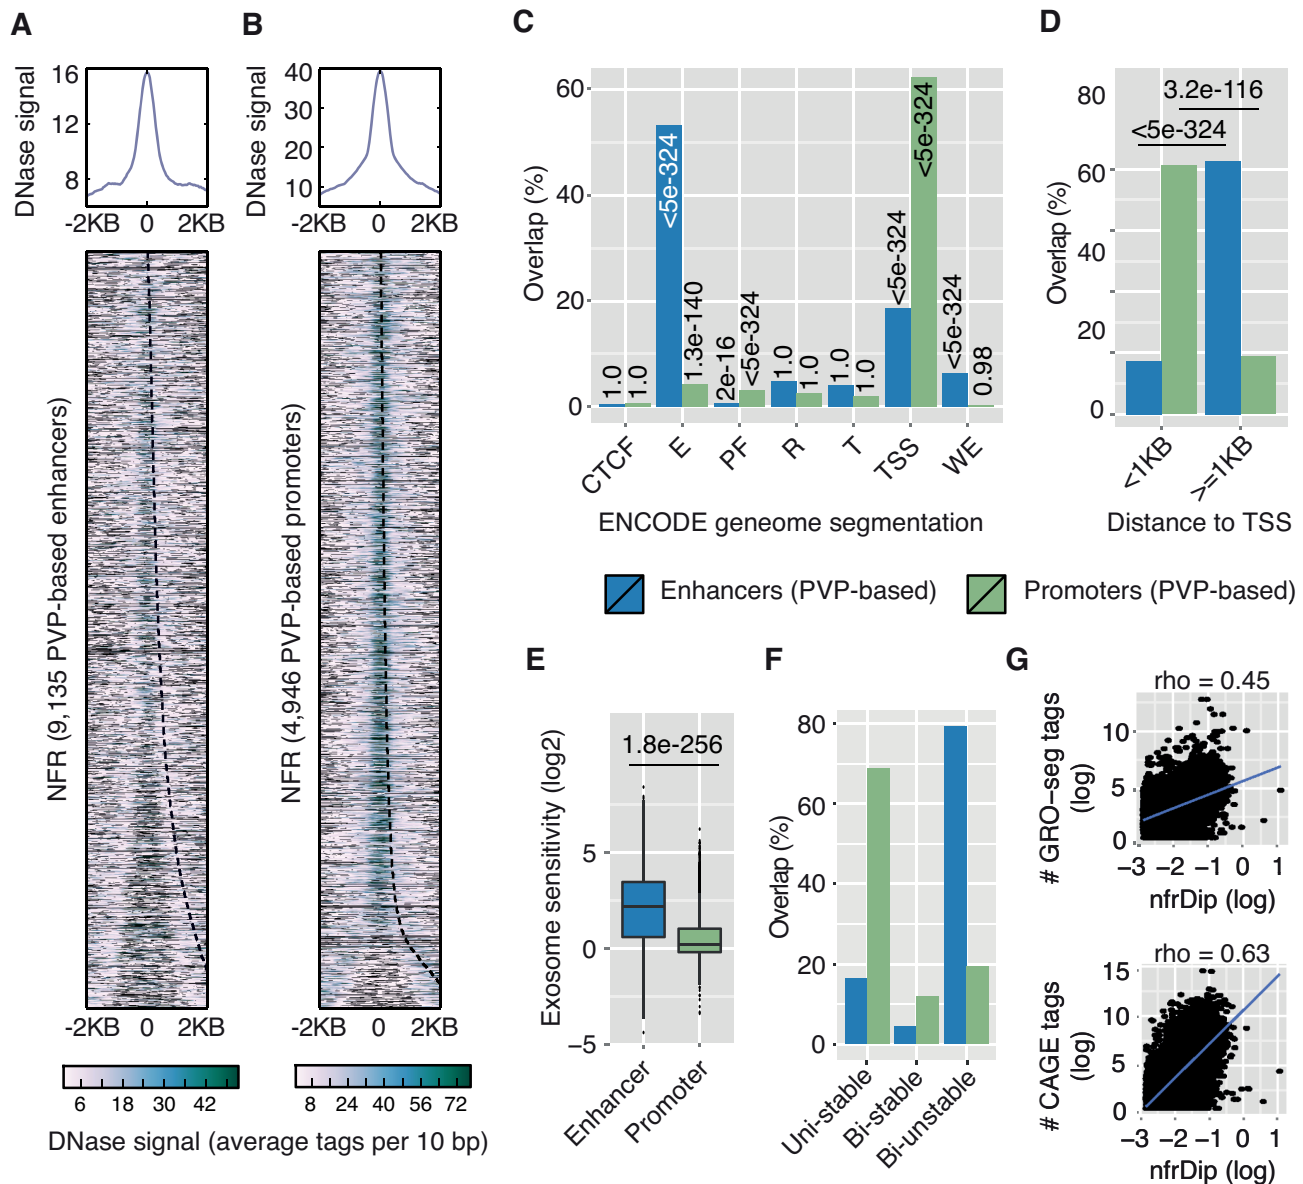 A
DNase signal
16
12
8
-2KB 0 2KB
NFR (9,135 PVP-based enhancers)
-2KB 0 2KB
6 18 30 42
B
DNase signal
40
30
20
10
-2KB 0 2KB
NFR (4,946 PVP-based promoters)
-2KB 0 2KB
8 24 40 56 72
DNase signal (average tags per 10 bp)
C
Overlap (%)
60
40
20
0
1.0
1.0
<5e-324
1.3e-140
2e-16
<5e-324
1.0
1.0
1.0
1.0
<5e-324
<5e-324
<5e-324
0.98
CTCF
E
PF
R
T
TSS
WE
ENCODE geneome segmentation
D
Overlap (%)
80
60
40
20
0
3.2e-116
<5e-324
<1KB
>=1KB
Distance to TSS
Enhancers (PVP-based)
Promoters (PVP-based)
E
Exosome sensitivity (log2)
5
0
−5
1.8e-256
Enhancer
Promoter
F
Overlap (%)
80
60
40
20
0
Uni-stable
Bi-stable
Bi-unstable
G
rho = 0.45
# GRO−seg tags
(log)
10
5
0
−3 −2 −1 0 1
nfrDip (log)
rho = 0.63
# CAGE tags
(log)
15
10
5
0
−3 −2 −1 0 1
nfrDip (log)